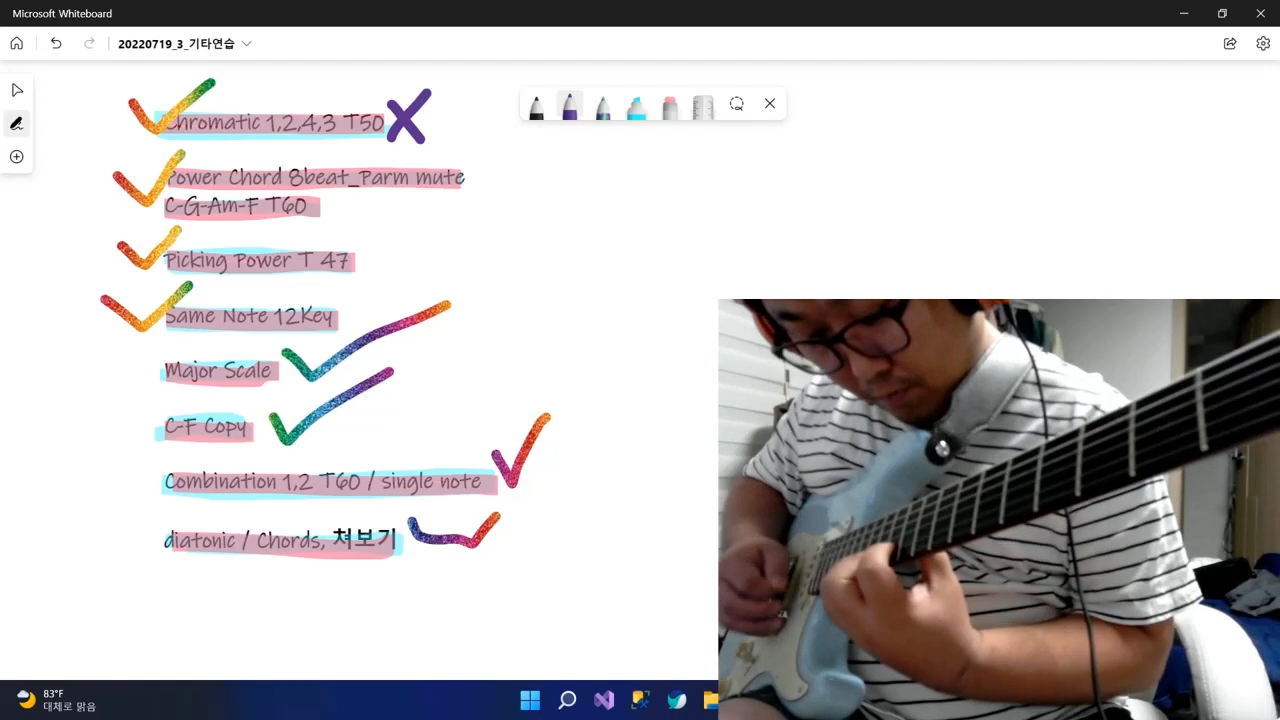 Microsoft Whiteboard
20220719_3_기타연습
Chromatic 1,2,4,3 T50
Power Chord 8beat_Parm mute
C-G-Am-F T60
Picking Power T 47
Same Note 12Key
Major Scale
C-F Copy
Combination 1,2 T60 / single note
diatonic / Chords, 쳐보기
83°F
대체로 맑음